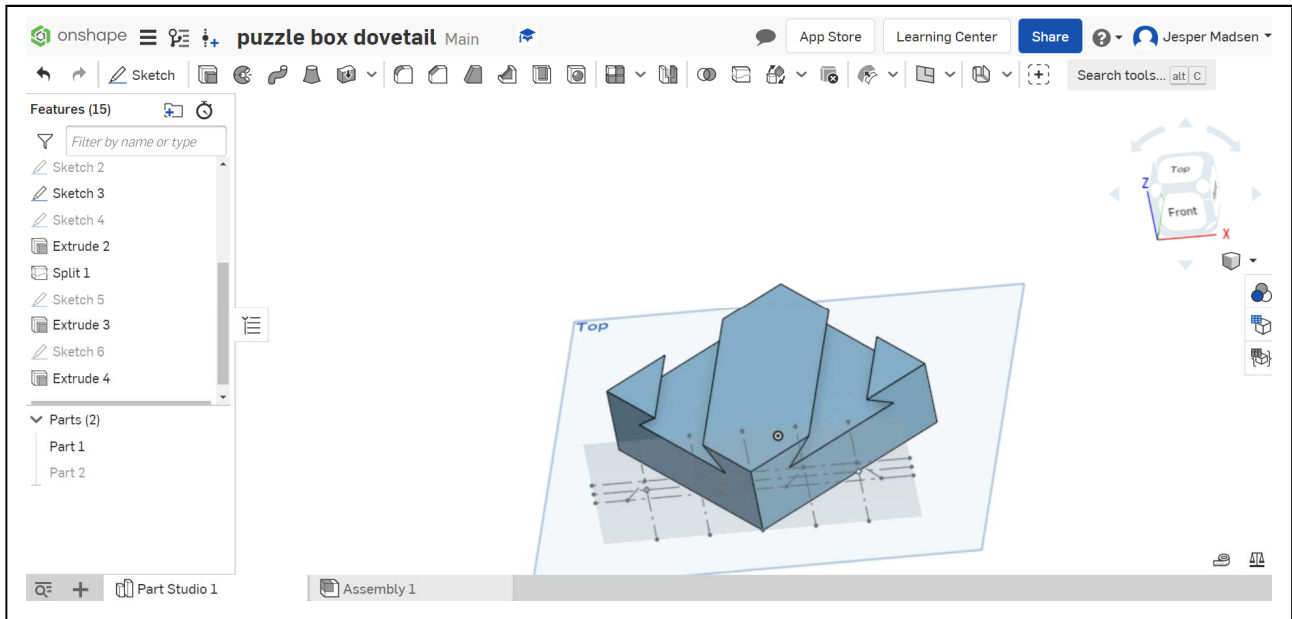 onshape puzzle box dovetail Main App Store Learning Center Share Jesper Madsen
Sketch Search tools... alt C
Features (15)
Filter by name or type
Sketch 2
Sketch 3
Sketch 4
Extrude 2
Split 1
Sketch 5
Extrude 3
Sketch 6
Extrude 4
Parts (2)
Part 1
Part 2
Top
Top
Z
Front
X
Part Studio 1 Assembly 1